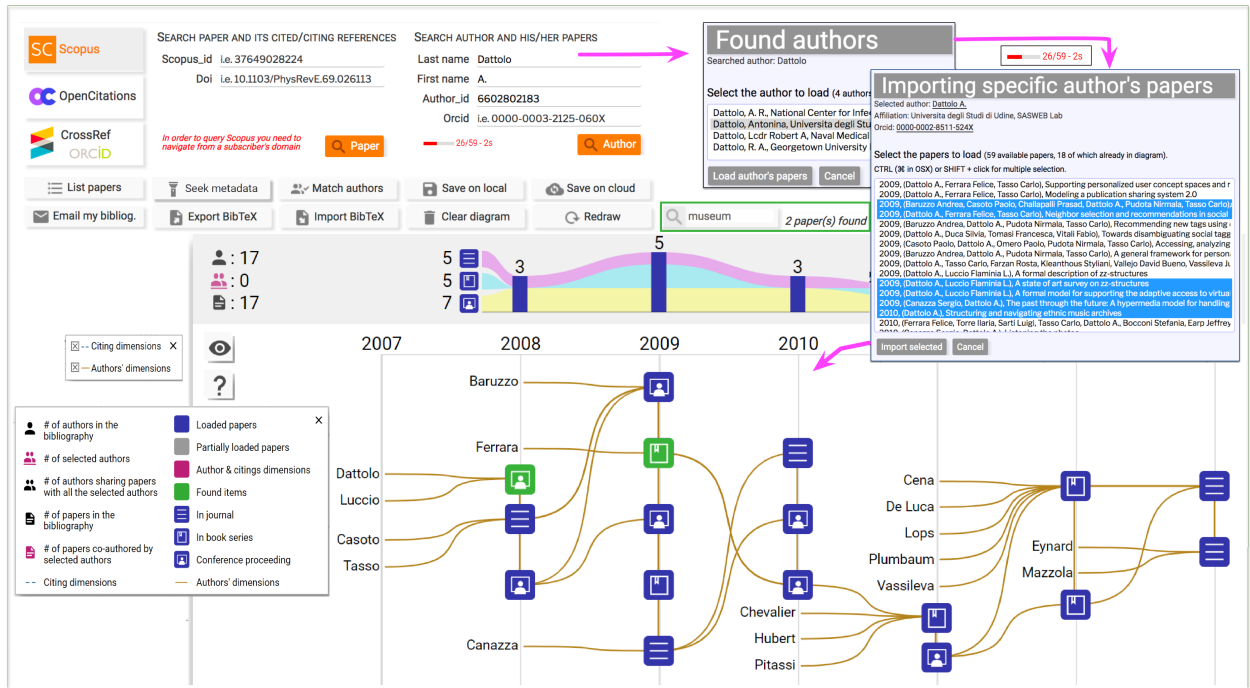 SC Scopus
OpenCitations
CrossRef
ORCID
SEARCH PAPER AND ITS CITED/CITING REFERENCES
Scopus_id i.e. 37649028224
Doi i.e. 10.1103/PhysRevE.69.026113
In order to query Scopus you need to
navigate from a subscriber's domain
Paper
SEARCH AUTHOR AND HIS/HER PAPERS
Last name Dattolo
First name A.
Author_id 6602802183
Orcid i.e. 0000-0003-2125-060X
26/59 - 2s
Author
Found authors
Searched author: Dattolo
Select the author to load (4 authors
Dattolo, A. R., National Center for Infec
Dattolo, Antonina, Universita degli Stu
Dattolo, Lcdr Robert A, Naval Medical
Dattolo, R. A., Georgetown University
Load author's papers
Cancel
26/59 - 2s
Importing specific author's papers
Selected author: Dattolo A.
Affiliation: Universita degli Studi di Udine, SASWEB Lab
Orcid: 0000-0002-8511-524X
Select the papers to load (59 available papers, 18 of which already in diagram).
CTRL (⌘ in OSX) or SHIFT + click for multiple selection.
2009, (Dattolo A., Ferrara Felice, Tasso Carlo), Supporting personalized user concept spaces and r
2009, (Dattolo A., Ferrara Felice, Tasso Carlo), Modeling a publication sharing system 2.0
2009, (Baruzzo Andrea, Casoto Paolo, Challapalli Prasad, Dattolo A., Pudota Nirmala, Tasso Carlo),
2009, (Dattolo A., Ferrara Felice, Tasso Carlo), Neighbor selection and recommendations in social
2009, (Baruzzo Andrea, Dattolo A., Pudota Nirmala, Tasso Carlo), Recommending new tags using
2009, (Dattolo A., Duca Silvia, Tomasi Francesca, Vitali Fabio), Towards disambiguating social tagg
2009, (Casoto Paolo, Dattolo A., Omero Paolo, Pudota Nirmala, Tasso Carlo), Accessing, analyzing
2009, (Baruzzo Andrea, Dattolo A., Pudota Nirmala, Tasso Carlo), A general framework for person
2009, (Dattolo A., Tasso Carlo, Farzan Rosta, Kleanthous Styliani, Vallejo David Bueno, Vassileva Ju
2009, (Dattolo A., Luccio Flaminia L.), A formal description of zz-structures
2009, (Dattolo A., Luccio Flaminia L.), A state of art survey on zz-structures
2009, (Dattolo A., Luccio Flaminia L.), A formal model for supporting the adaptive access to virtual
2009, (Canazza Sergio, Dattolo A.), The past through the future: A hypermedia model for handling
2010, (Dattolo A.), Structuring and navigating ethnic music archives
2010, (Ferrara Felice, Torre Ilaria, Sarti Luigi, Tasso Carlo, Dattolo A., Bocconi Stefania, Earp Jeffrey
Import selected
Cancel
List papers
Seek metadata
Match authors
Save on local
Save on cloud
Email my bibliog.
Export BibTeX
Import BibTeX
Clear diagram
Redraw
museum
2 paper(s) found
: 17
: 0
: 17
5
5
7
3
5
3
Citing dimensions X
Authors' dimensions
?
2007
2008
2009
2010
# of authors in the
bibliography
# of selected authors
# of authors sharing papers
with all the selected authors
# of papers in the
bibliography
# of papers co-authored by
selected authors
Citing dimensions
X
Loaded papers
Partially loaded papers
Author & citings dimensions
Found items
In journal
In book series
Conference proceeding
Authors' dimensions
Baruzzo
Ferrara
Dattolo
Luccio
Casoto
Tasso
Canazza
Chevalier
Hubert
Pitassi
Cena
De Luca
Lops
Plumbaum
Vassileva
Eynard
Mazzola